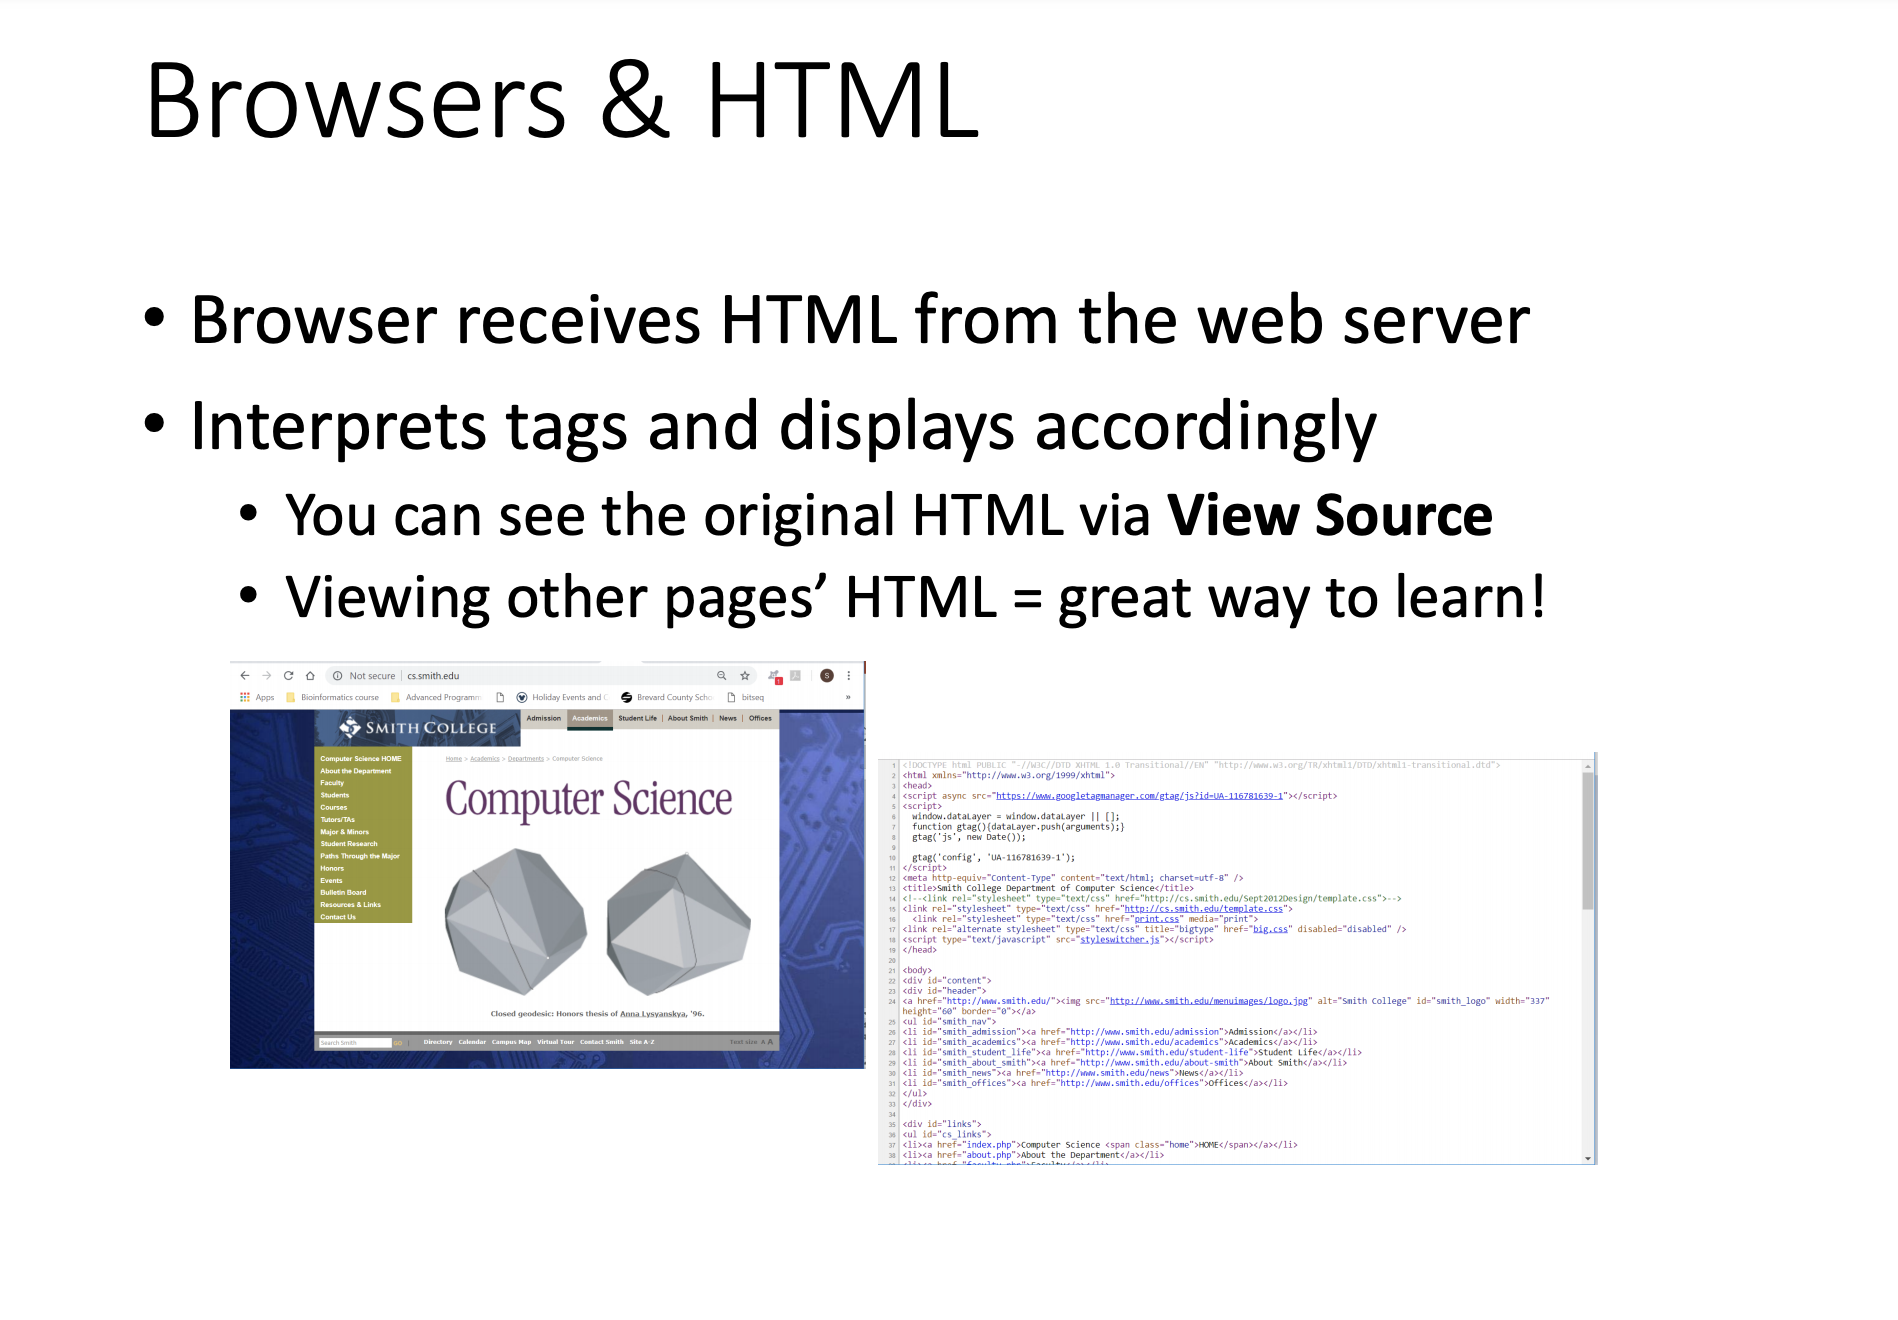 Browsers & HTML
• Browser receives HTML from the web server
• Interprets tags and displays accordingly
• You can see the original HTML via View Source
• Viewing other pages’ HTML = great way to learn!
Not secure | cs.smith.edu
S
Apps Bioinformatics course Advanced Programm Holiday Events and C Brevard County Scho bitseq »
SMITH COLLEGE
Admission Academics Student Life | About Smith | News | Offices
Computer Science HOME
About the Department
Faculty
Students
Courses
Tutors/TAs
Major & Minors
Student Research
Paths Through the Major
Honors
Events
Bulletin Board
Resources & Links
Contact Us
Home > Academics > Departments > Computer Science
Computer Science
Closed geodesic: Honors thesis of Anna Lysyanskya, '96.
Search Smith GO | Directory Calendar Campus Map Virtual Tour Contact Smith Site A-Z Text size A A
1 <!DOCTYPE html PUBLIC "-//W3C//DTD XHTML 1.0 Transitional//EN" "http://www.w3.org/TR/xhtml1/DTD/xhtml1-transitional.dtd">
2 <html xmlns="http://www.w3.org/1999/xhtml">
3 <head>
4 <script async src="https://www.googletagmanager.com/gtag/js?id=UA-116781639-1"></script>
5 <script>
6 window.dataLayer = window.dataLayer || [];
7 function gtag(){dataLayer.push(arguments);}
8 gtag('js', new Date());
9
10 gtag('config', 'UA-116781639-1');
11 </script>
12 <meta http-equiv="Content-Type" content="text/html; charset=utf-8" />
13 <title>Smith College Department of Computer Science</title>
14 <!--<link rel="stylesheet" type="text/css" href="http://cs.smith.edu/Sept2012Design/template.css">-->
15 <link rel="stylesheet" type="text/css" href="http://cs.smith.edu/template.css">
16 <link rel="stylesheet" type="text/css" href="print.css" media="print">
17 <link rel="alternate stylesheet" type="text/css" title="bigtype" href="big.css" disabled="disabled" />
18 <script type="text/javascript" src="styleswitcher.js"></script>
19 </head>
20
21 <body>
22 <div id="content">
23 <div id="header">
24 <a href="http://www.smith.edu/"><img src="http://www.smith.edu/menuimages/logo.jpg" alt="Smith College" id="smith_logo" width="337"
height="60" border="0"></a>
25 <ul id="smith_nav">
26 <li id="smith_admission"><a href="http://www.smith.edu/admission">Admission</a></li>
27 <li id="smith_academics"><a href="http://www.smith.edu/academics">Academics</a></li>
28 <li id="smith_student_life"><a href="http://www.smith.edu/student-life">Student Life</a></li>
29 <li id="smith_about_smith"><a href="http://www.smith.edu/about-smith">About Smith</a></li>
30 <li id="smith_news"><a href="http://www.smith.edu/news">News</a></li>
31 <li id="smith_offices"><a href="http://www.smith.edu/offices">Offices</a></li>
32 </ul>
33 </div>
34
35 <div id="links">
36 <ul id="cs_links">
37 <li><a href="index.php">Computer Science <span class="home">HOME</span></a></li>
38 <li><a href="about.php">About the Department</a></li>